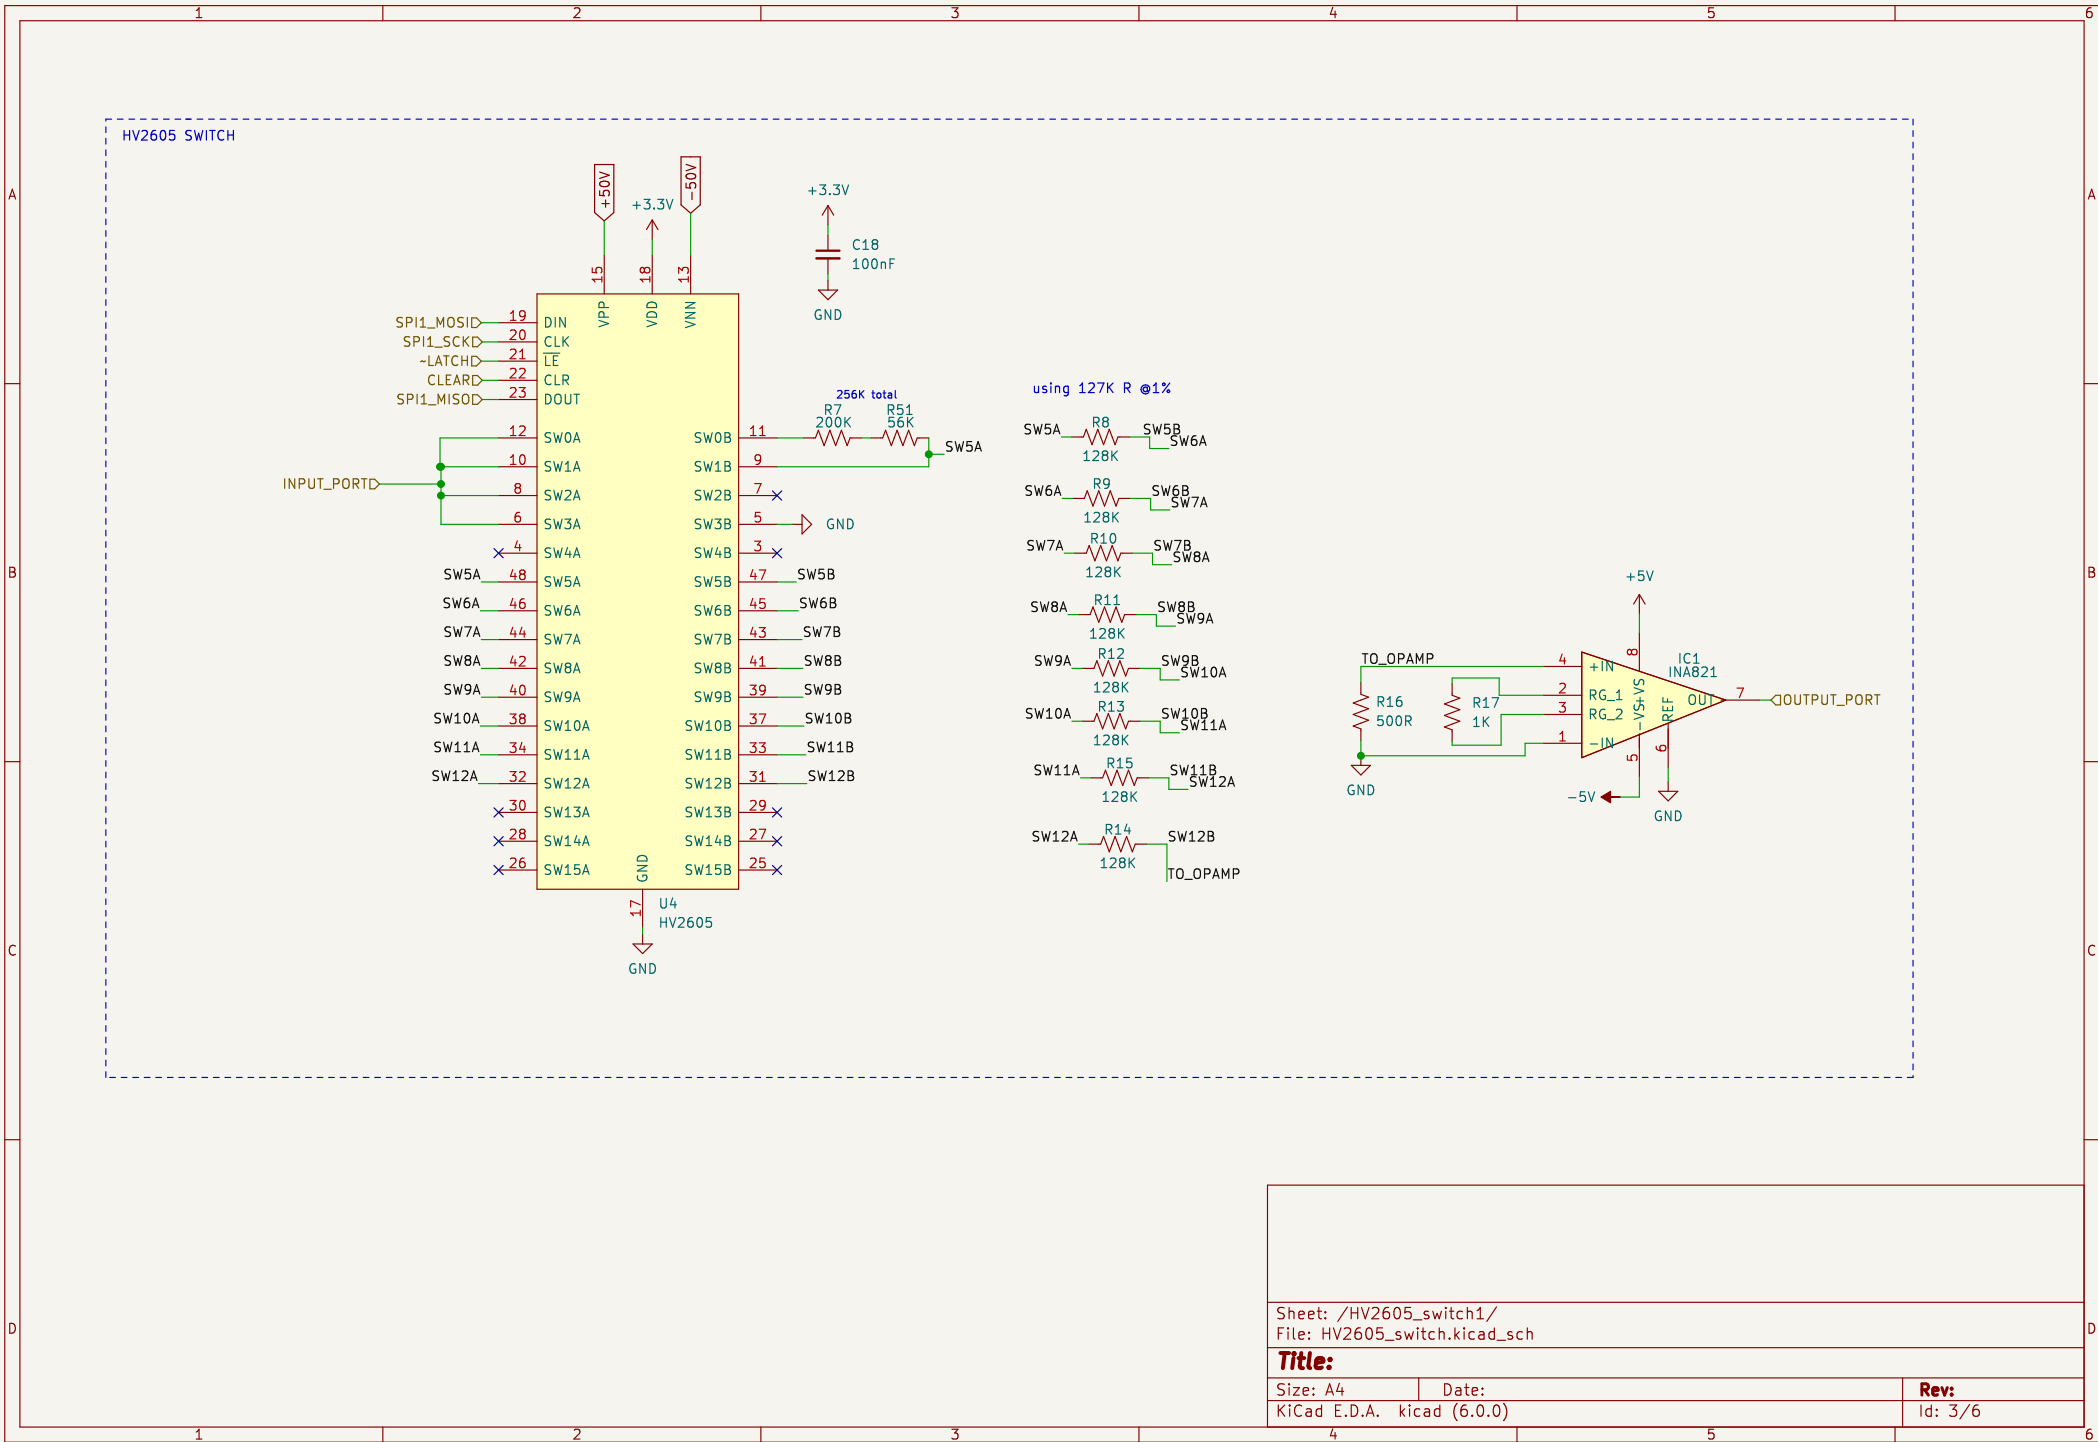 1 2 3 4 5 6
A
A
B
B
C
C
D
D
HV2605 SWITCH
+50V
+3.3V
-50V
+3.3V
C18
100nF
GND
15
18
13
VPP
VDD
VNN
SPI1_MOSI 19 DIN
SPI1_SCK 20 CLK
~LATCH 21 LE
CLEAR 22 CLR
SPI1_MISO 23 DOUT
12 SW0A SW0B 11
10 SW1A SW1B 9
INPUT_PORT
8 SW2A SW2B 7
6 SW3A SW3B 5 GND
4 SW4A SW4B 3
SW5A 48 SW5A SW5B 47 SW5B
SW6A 46 SW6A SW6B 45 SW6B
SW7A 44 SW7A SW7B 43 SW7B
SW8A 42 SW8A SW8B 41 SW8B
SW9A 40 SW9A SW9B 39 SW9B
SW10A 38 SW10A SW10B 37 SW10B
SW11A 34 SW11A SW11B 33 SW11B
SW12A 32 SW12A SW12B 31 SW12B
30 SW13A SW13B 29
28 SW14A SW14B 27
26 SW15A SW15B 25
GND
17
U4
HV2605
GND
256K total
R7 R51
200K 56K
SW5A
using 127K R @1%
SW5A R8 SW5B
SW6A
128K
SW6A R9 SW6B
SW7A
128K
SW7A R10 SW7B
SW8A
128K
SW8A R11 SW8B
SW9A
128K
SW9A R12 SW9B
SW10A
128K
SW10A R13 SW10B
SW11A
128K
SW11A R15 SW11B
SW12A
128K
SW12A R14 SW12B
128K
TO_OPAMP
+5V
TO_OPAMP
R16
500R
GND
R17
1K
IC1
INA821
4 +IN
2 RG_1
3 RG_2
1 -IN
8
+VS
-VS
5
REF
6
OUT 7 OUTPUT_PORT
-5V
GND
Sheet: /HV2605_switch1/
File: HV2605_switch.kicad_sch
Title:
Size: A4 Date: Rev:
KiCad E.D.A. kicad (6.0.0) Id: 3/6
1 2 3 4 5 6